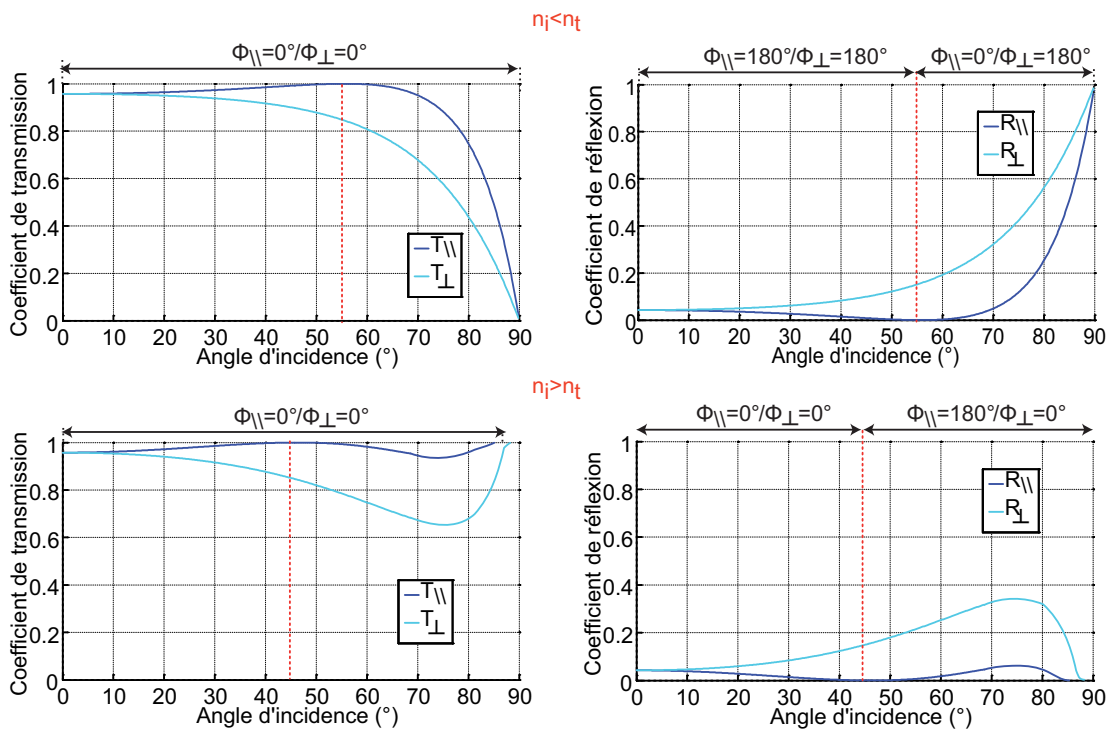 n_i<n_t
Φ\\=0°/Φ⊥=0°
Coefficient de transmission
1
0.8
0.6
0.4
0.2
0
T\\
T⊥
0 10 20 30 40 50 60 70 80 90
Angle d'incidence (°)
Φ\\=180°/Φ⊥=180°
Φ\\=0°/Φ⊥=180°
Coefficient de réflexion
1
0.8
0.6
0.4
0.2
0
R\\
R⊥
0 10 20 30 40 50 60 70 80 90
Angle d'incidence (°)
n_i>n_t
Φ\\=0°/Φ⊥=0°
Coefficient de transmission
1
0.8
0.6
0.4
0.2
0
T\\
T⊥
0 10 20 30 40 50 60 70 80 90
Angle d'incidence (°)
Φ\\=0°/Φ⊥=0°
Φ\\=180°/Φ⊥=0°
Coefficient de réflexion
1
0.8
0.6
0.4
0.2
0
R\\
R⊥
0 10 20 30 40 50 60 70 80 90
Angle d'incidence (°)